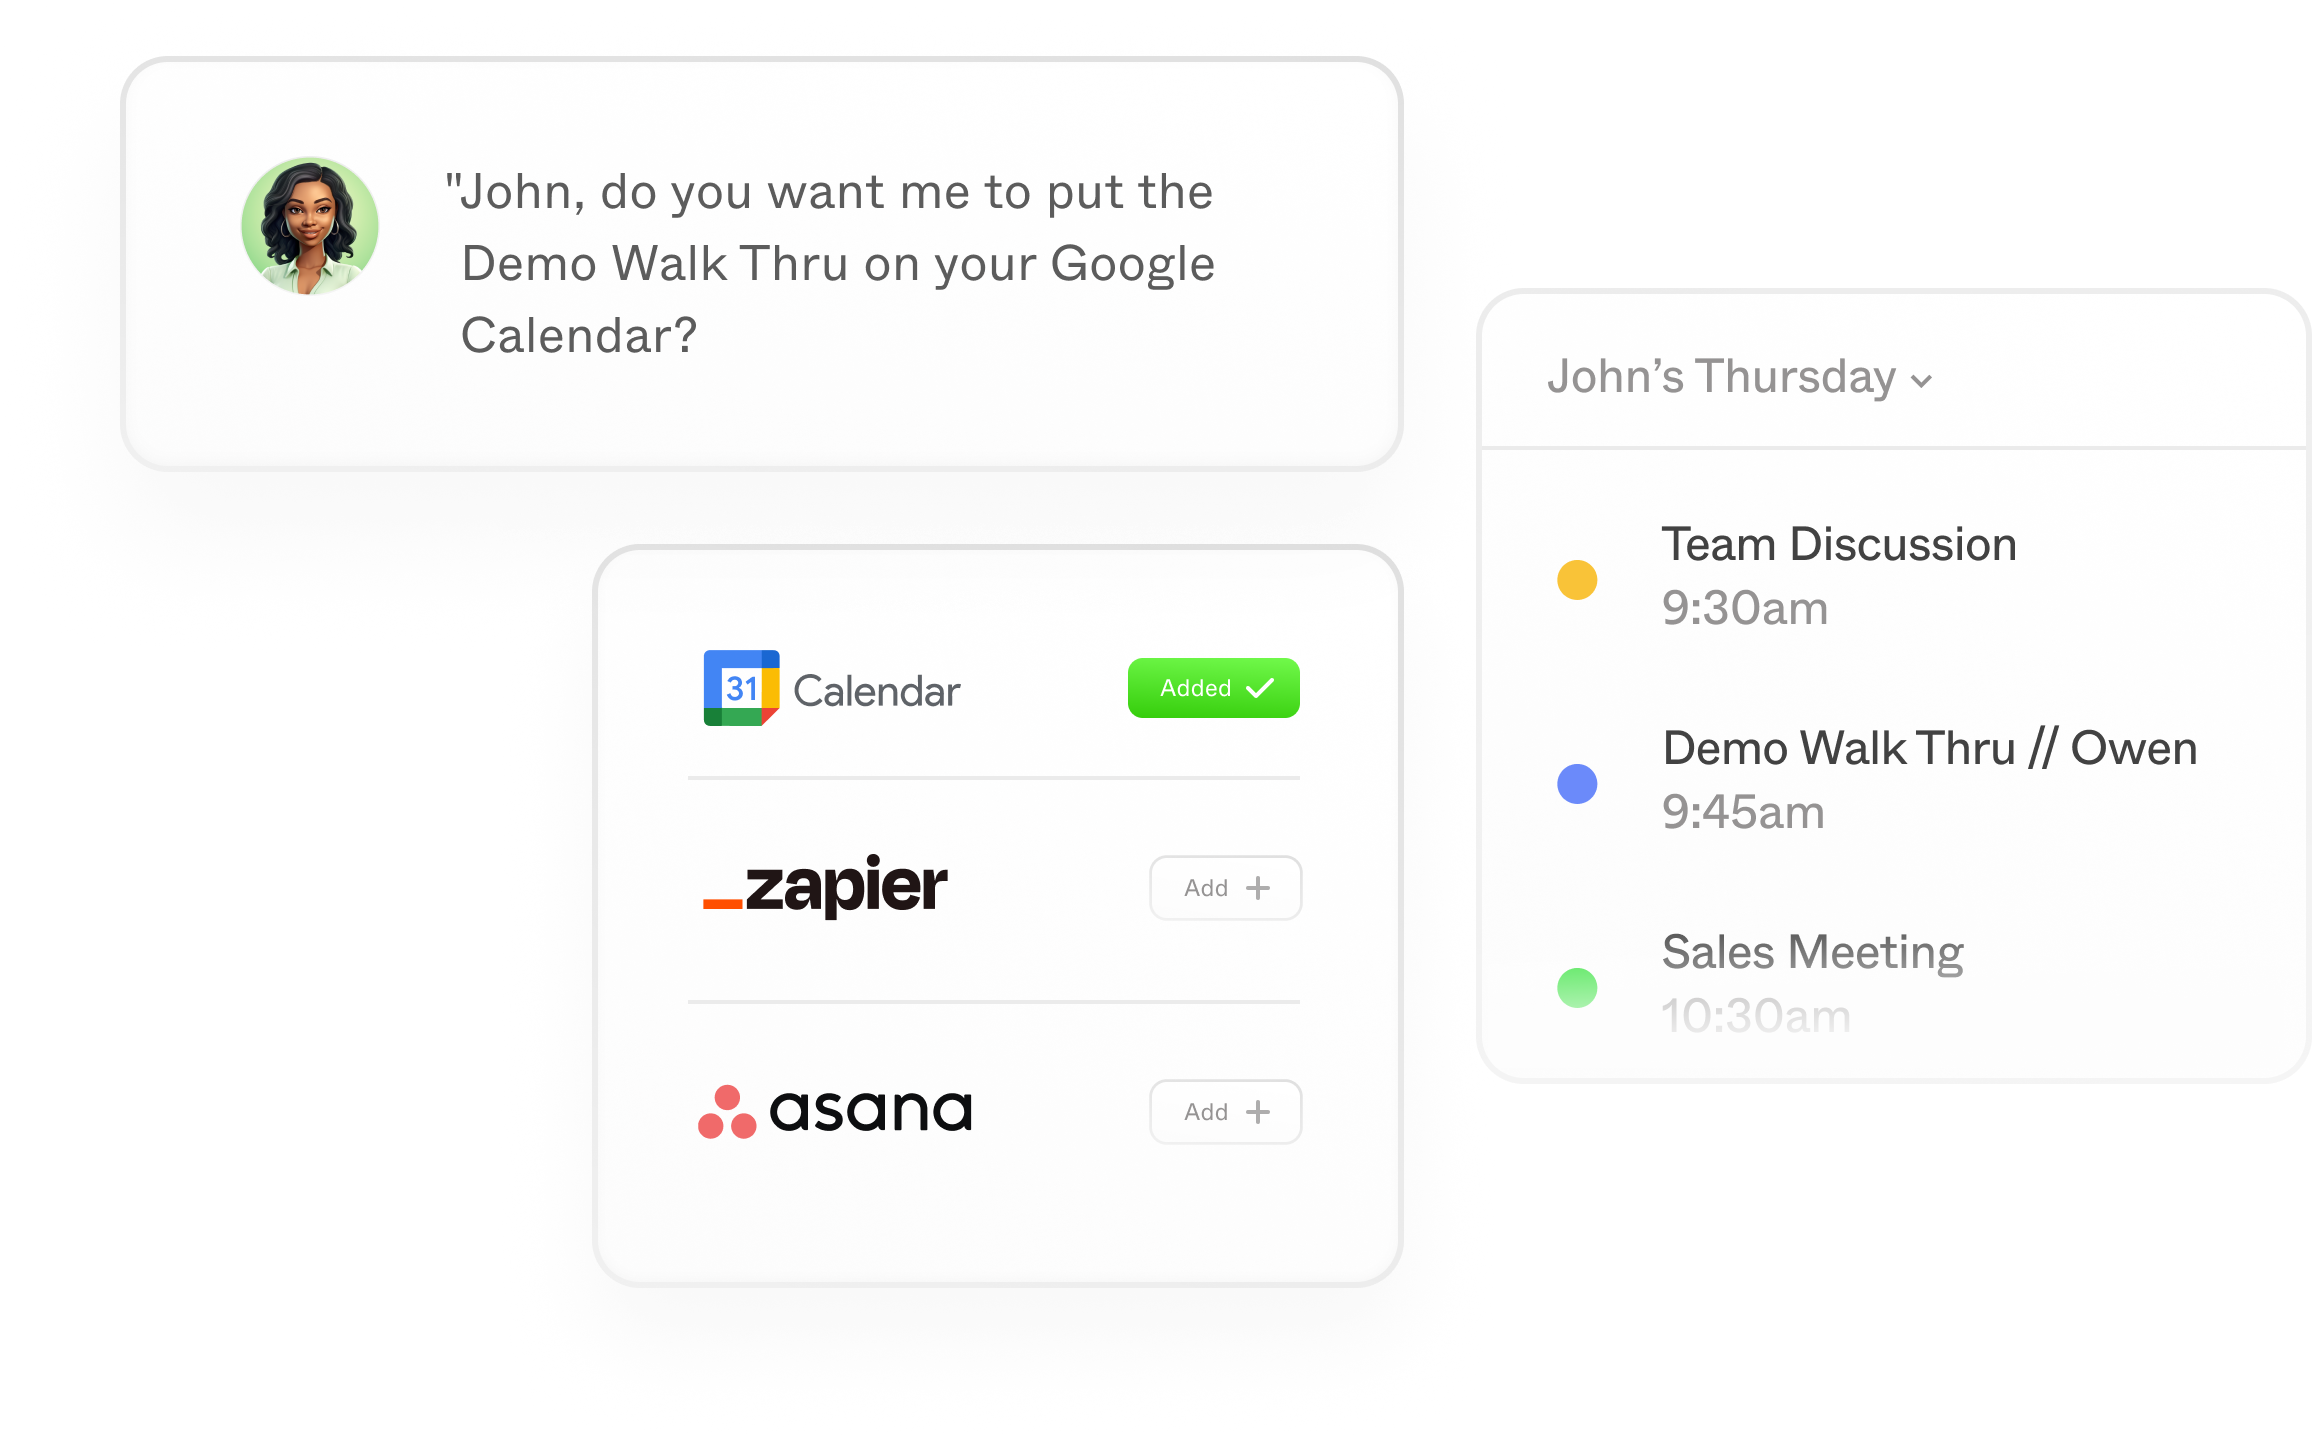 "John, do you want me to put the
Demo Walk Thru on your Google
Calendar?
31 Calendar
Added
zapier
Add
asana
Add
John’s Thursday
Team Discussion
9:30am
Demo Walk Thru // Owen
9:45am
Sales Meeting
10:30am